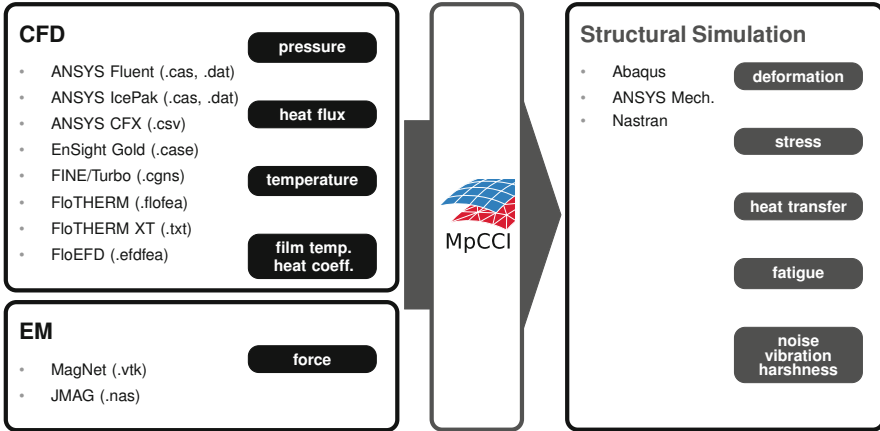 CFD
pressure
• ANSYS Fluent (.cas, .dat)
• ANSYS IcePak (.cas, .dat)
heat flux
• ANSYS CFX (.csv)
• EnSight Gold (.case)
• FINE/Turbo (.cgns)
temperature
• FloTHERM (.flofea)
• FloTHERM XT (.txt)
• FloEFD (.efdfea)
film temp.
heat coeff.
EM
force
• MagNet (.vtk)
• JMAG (.nas)
MpCCI
Structural Simulation
• Abaqus
deformation
• ANSYS Mech.
• Nastran
stress
heat transfer
fatigue
noise
vibration
harshness